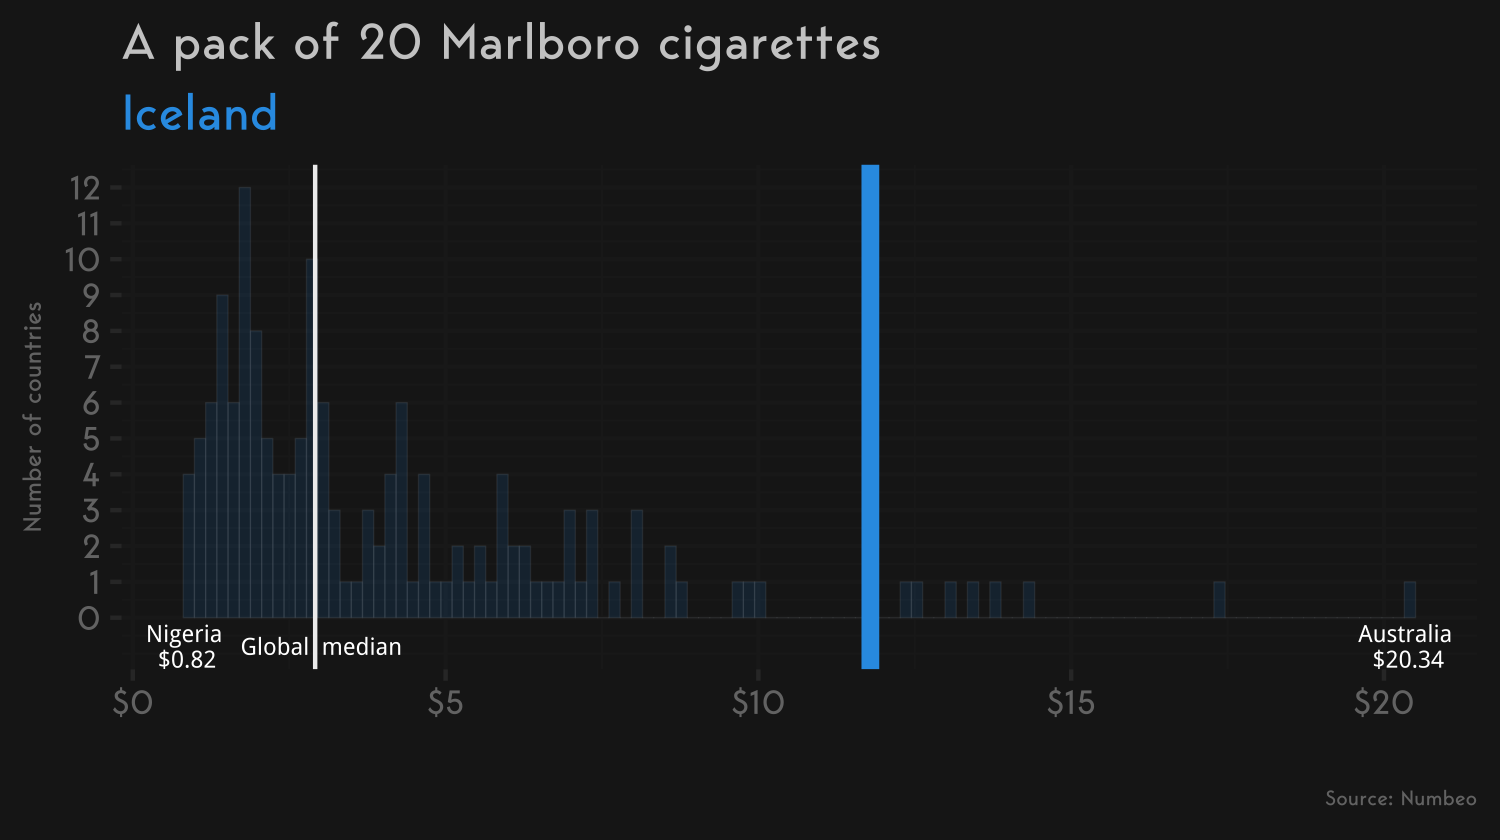 A pack of 20 Marlboro cigarettes
Iceland
Number of countries
12
11
10
9
8
7
6
5
4
3
2
1
0
Nigeria
$0.82
Global median
Australia
$20.34
$0 $5 $10 $15 $20
Source: Numbeo